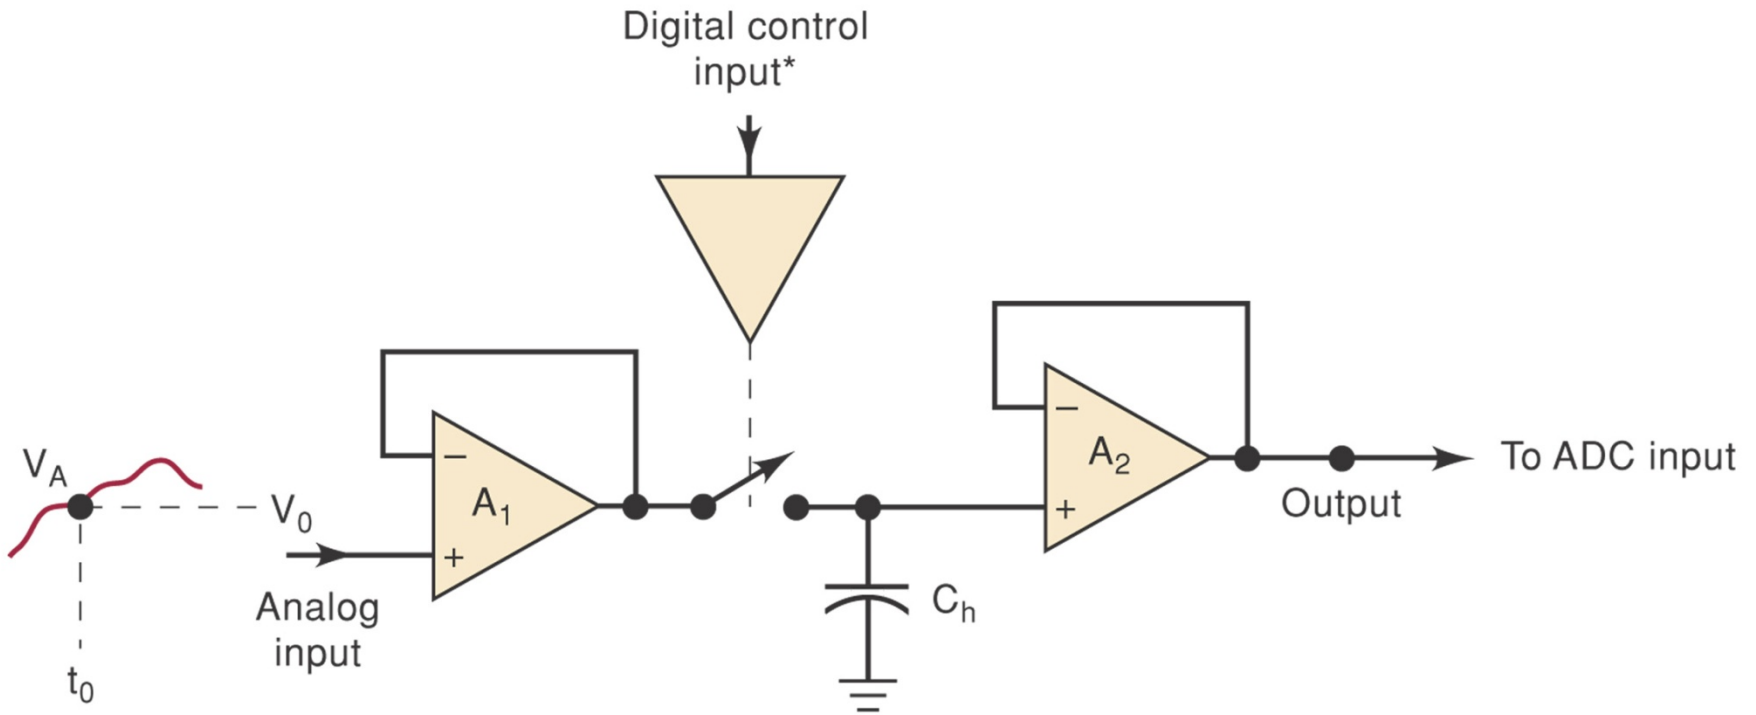 Digital control
input*
V_A
V_0
A_1
−
+
A_2
−
+
To ADC input
Output
C_h
Analog
input
t_0